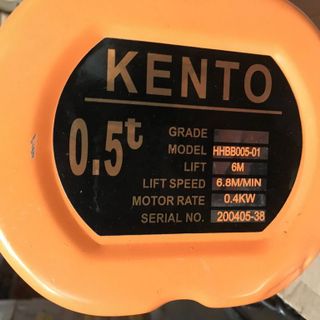 KENTO
0.5t
GRADE
MODEL HHBB005-01
LIFT 6M
LIFT SPEED 6.8M/MIN
MOTOR RATE 0.4KW
SERIAL NO. 200405-38